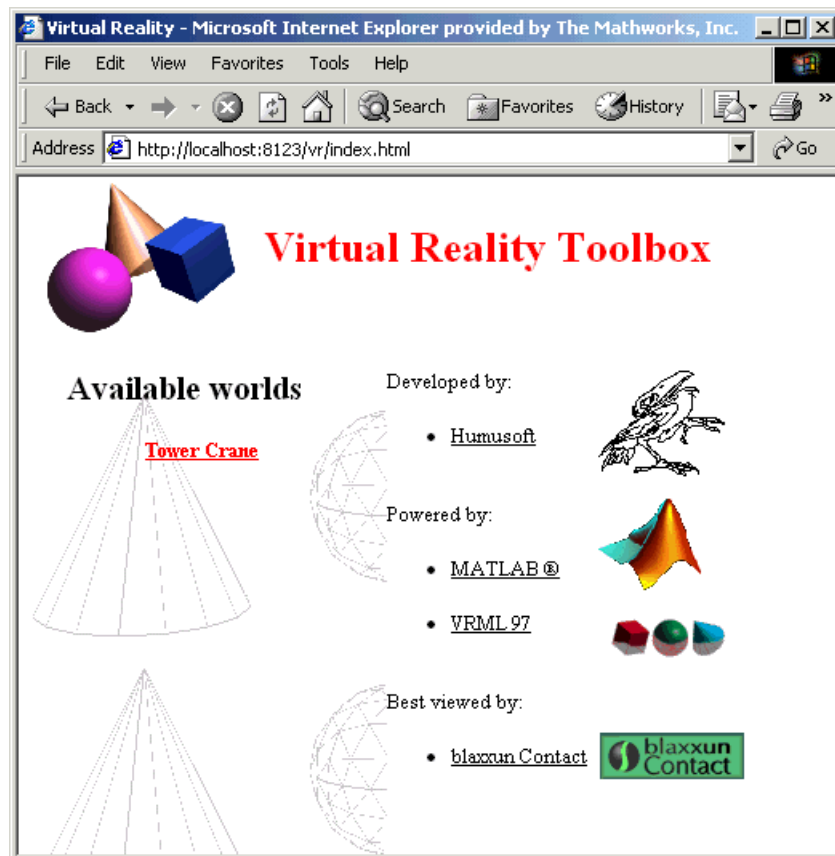 Virtual Reality - Microsoft Internet Explorer provided by The Mathworks, Inc.
File Edit View Favorites Tools Help
Back Search Favorites History »
Address http://localhost:8123/vr/index.html Go
Virtual Reality Toolbox
Available worlds
Tower Crane
Developed by:
Humusoft
Powered by:
MATLAB ®
VRML 97
Best viewed by:
blaxxun Contact
blaxxun
Contact